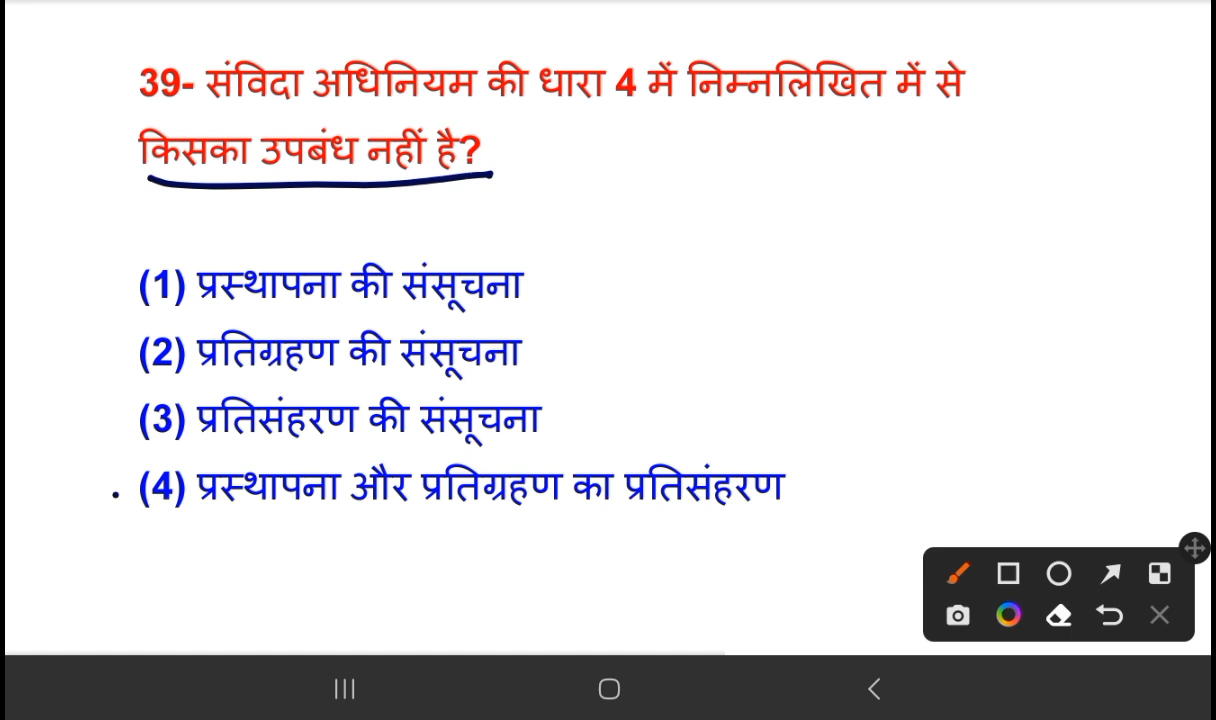 39- संविदा अधिनियम की धारा 4 में निम्नलिखित में से
किसका उपबंध नहीं है?
(1) प्रस्थापना की संसूचना
(2) प्रतिग्रहण की संसूचना
(3) प्रतिसंहरण की संसूचना
(4) प्रस्थापना और प्रतिग्रहण का प्रतिसंहरण